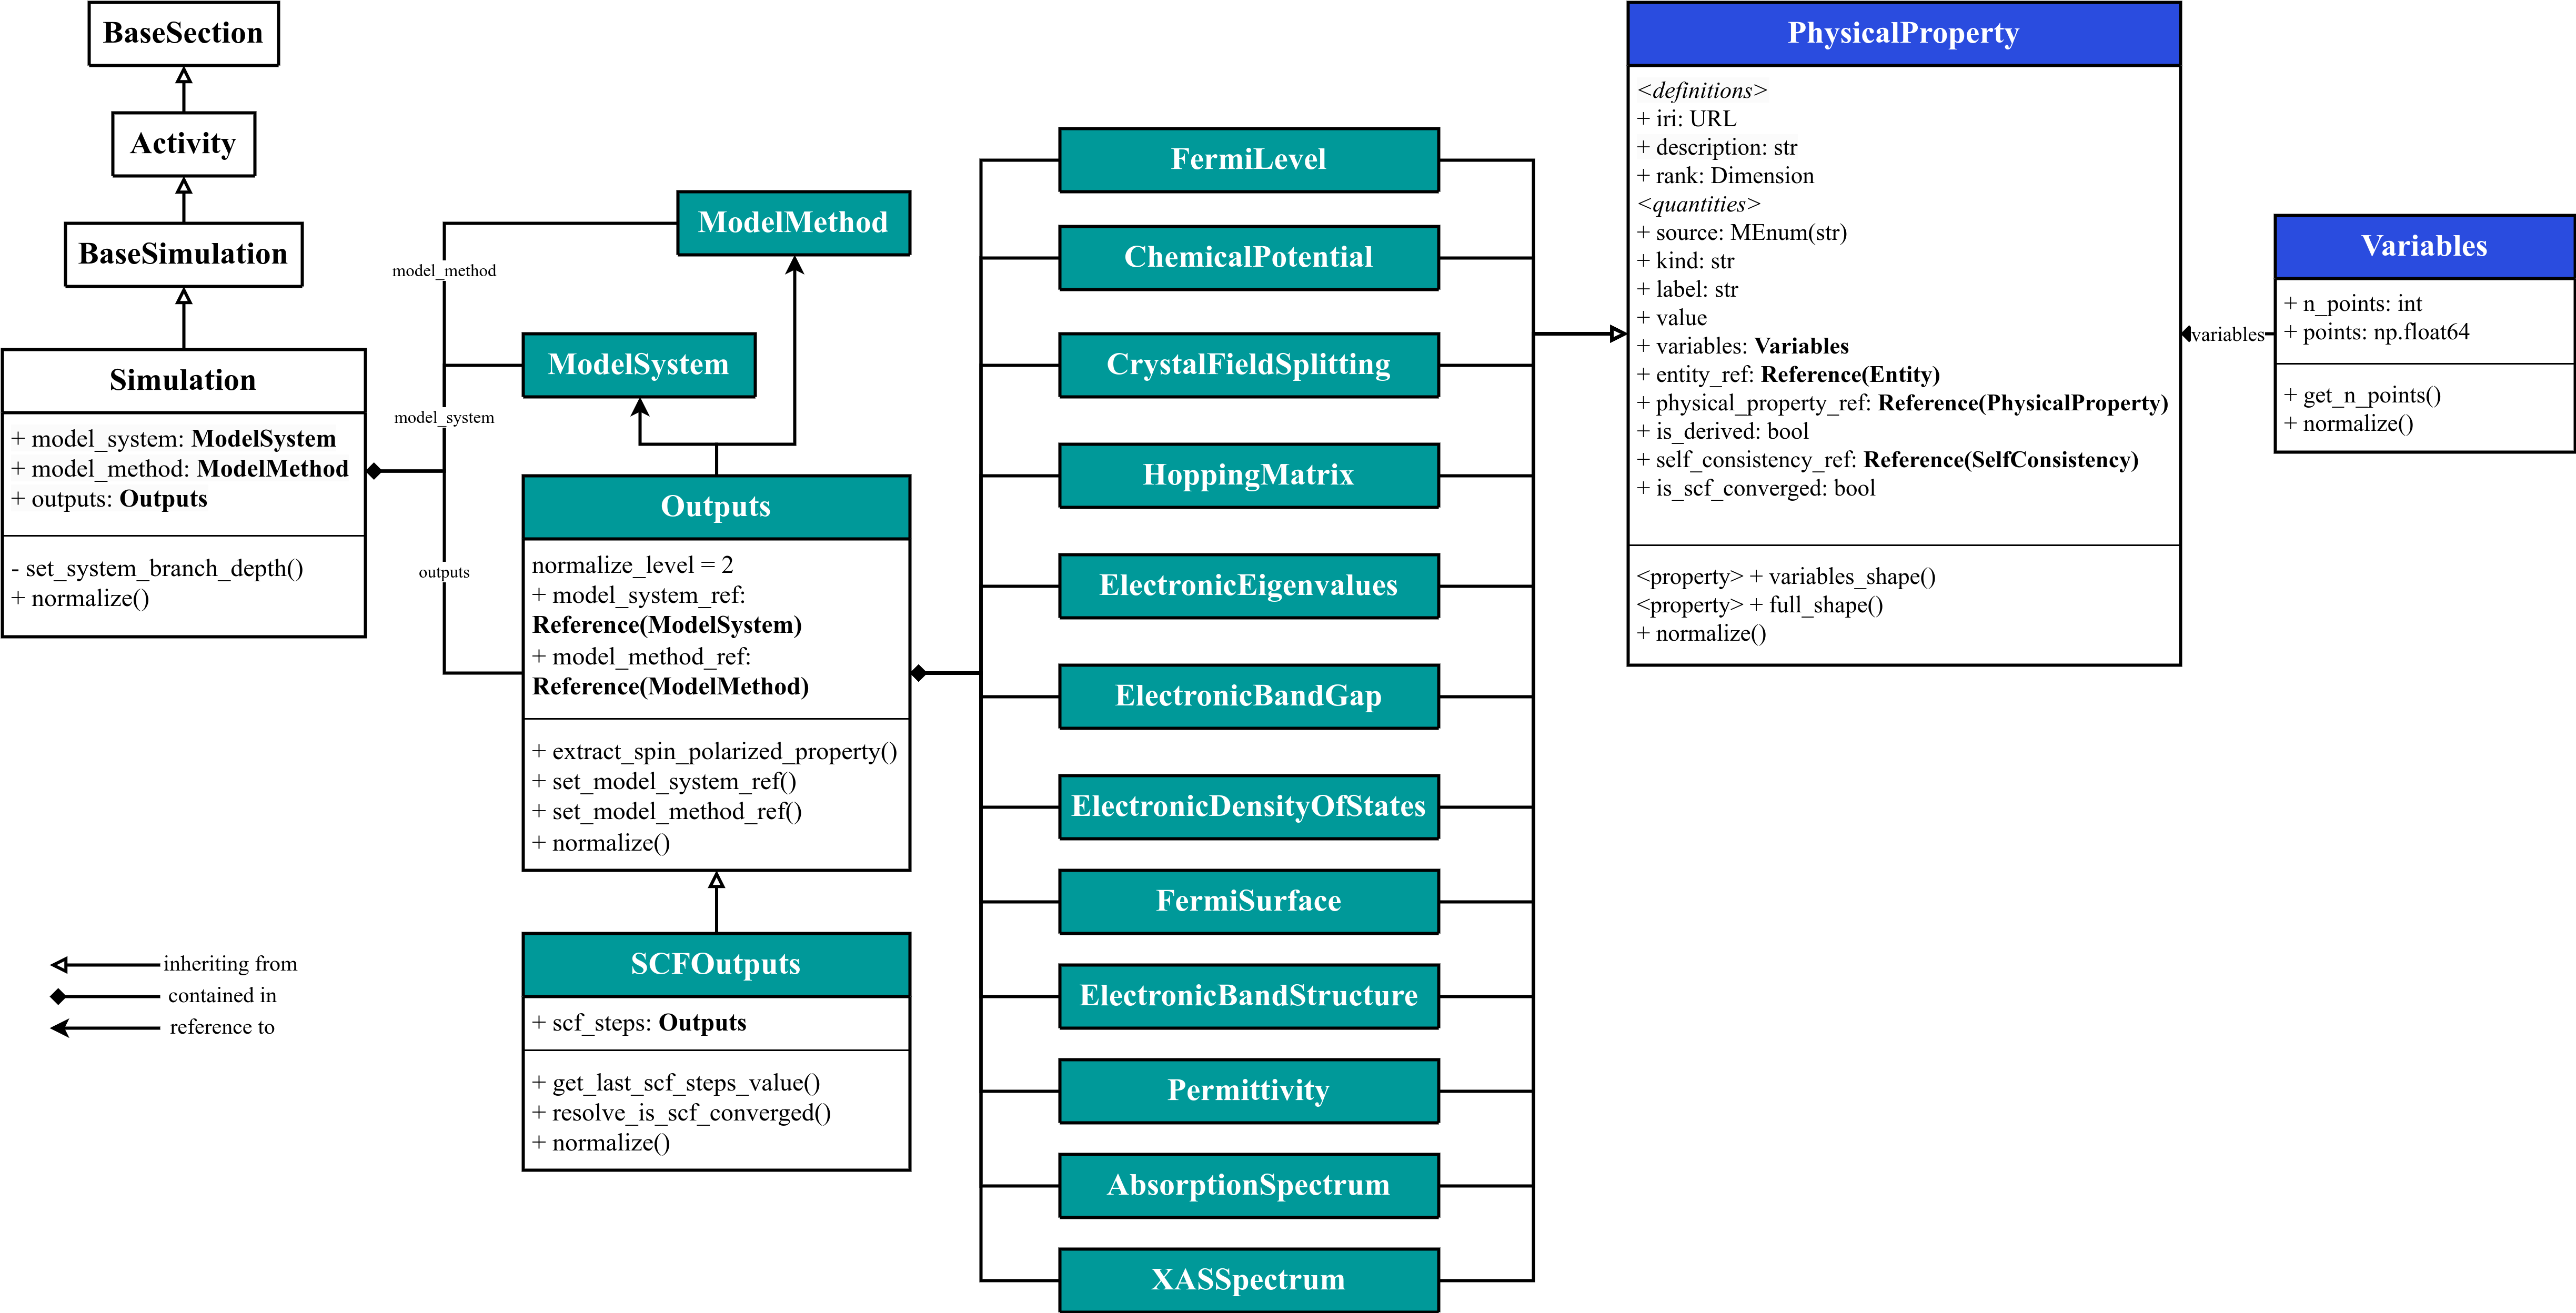 BaseSection
Activity
BaseSimulation
Simulation
+ model_system: ModelSystem
+ model_method: ModelMethod
+ outputs: Outputs
- set_system_branch_depth()
+ normalize()
model_method
model_system
outputs
ModelMethod
ModelSystem
Outputs
normalize_level = 2
+ model_system_ref:
Reference(ModelSystem)
+ model_method_ref:
Reference(ModelMethod)
+ extract_spin_polarized_property()
+ set_model_system_ref()
+ set_model_method_ref()
+ normalize()
SCFOutputs
+ scf_steps: Outputs
+ get_last_scf_steps_value()
+ resolve_is_scf_converged()
+ normalize()
inheriting from
contained in
reference to
FermiLevel
ChemicalPotential
CrystalFieldSplitting
HoppingMatrix
ElectronicEigenvalues
ElectronicBandGap
ElectronicDensityOfStates
FermiSurface
ElectronicBandStructure
Permittivity
AbsorptionSpectrum
XASSpectrum
PhysicalProperty
<definitions>
+ iri: URL
+ description: str
+ rank: Dimension
<quantities>
+ source: MEnum(str)
+ kind: str
+ label: str
+ value
+ variables: Variables
+ entity_ref: Reference(Entity)
+ physical_property_ref: Reference(PhysicalProperty)
+ is_derived: bool
+ self_consistency_ref: Reference(SelfConsistency)
+ is_scf_converged: bool
<property> + variables_shape()
<property> + full_shape()
+ normalize()
variables
Variables
+ n_points: int
+ points: np.float64
+ get_n_points()
+ normalize()